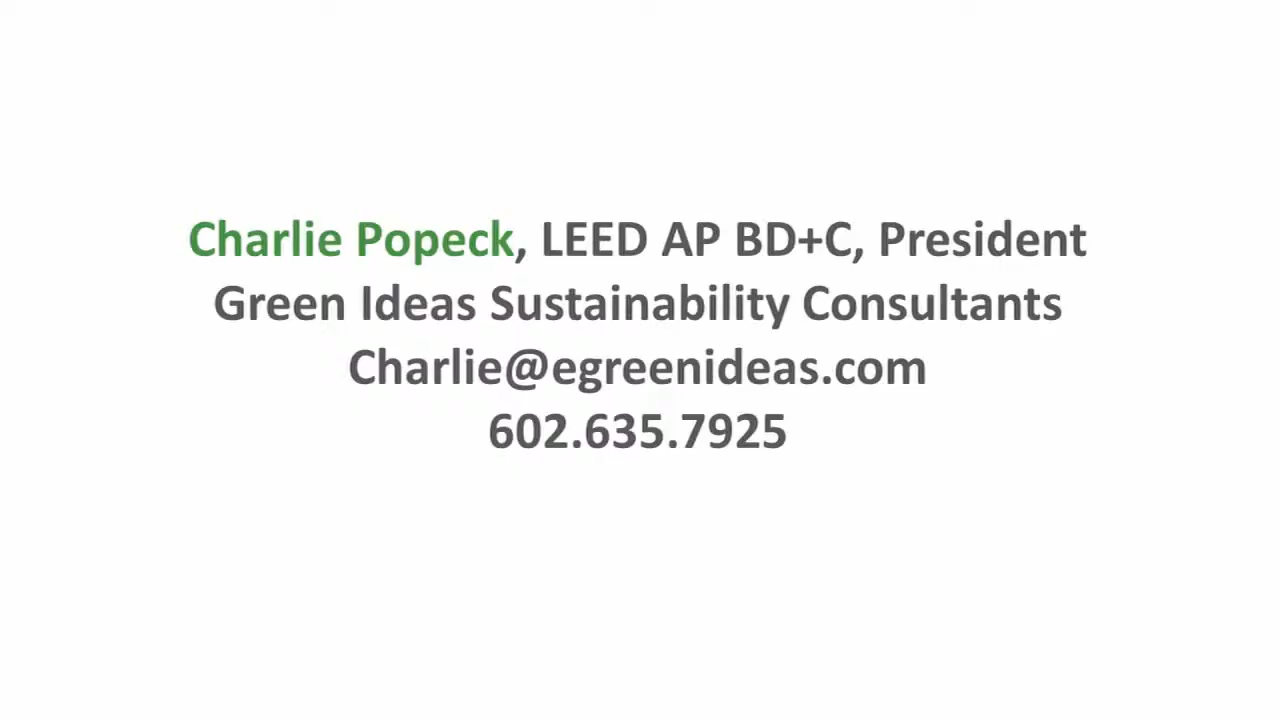 Charlie Popeck, LEED AP BD+C, President
Green Ideas Sustainability Consultants
Charlie@egreenideas.com
602.635.7925